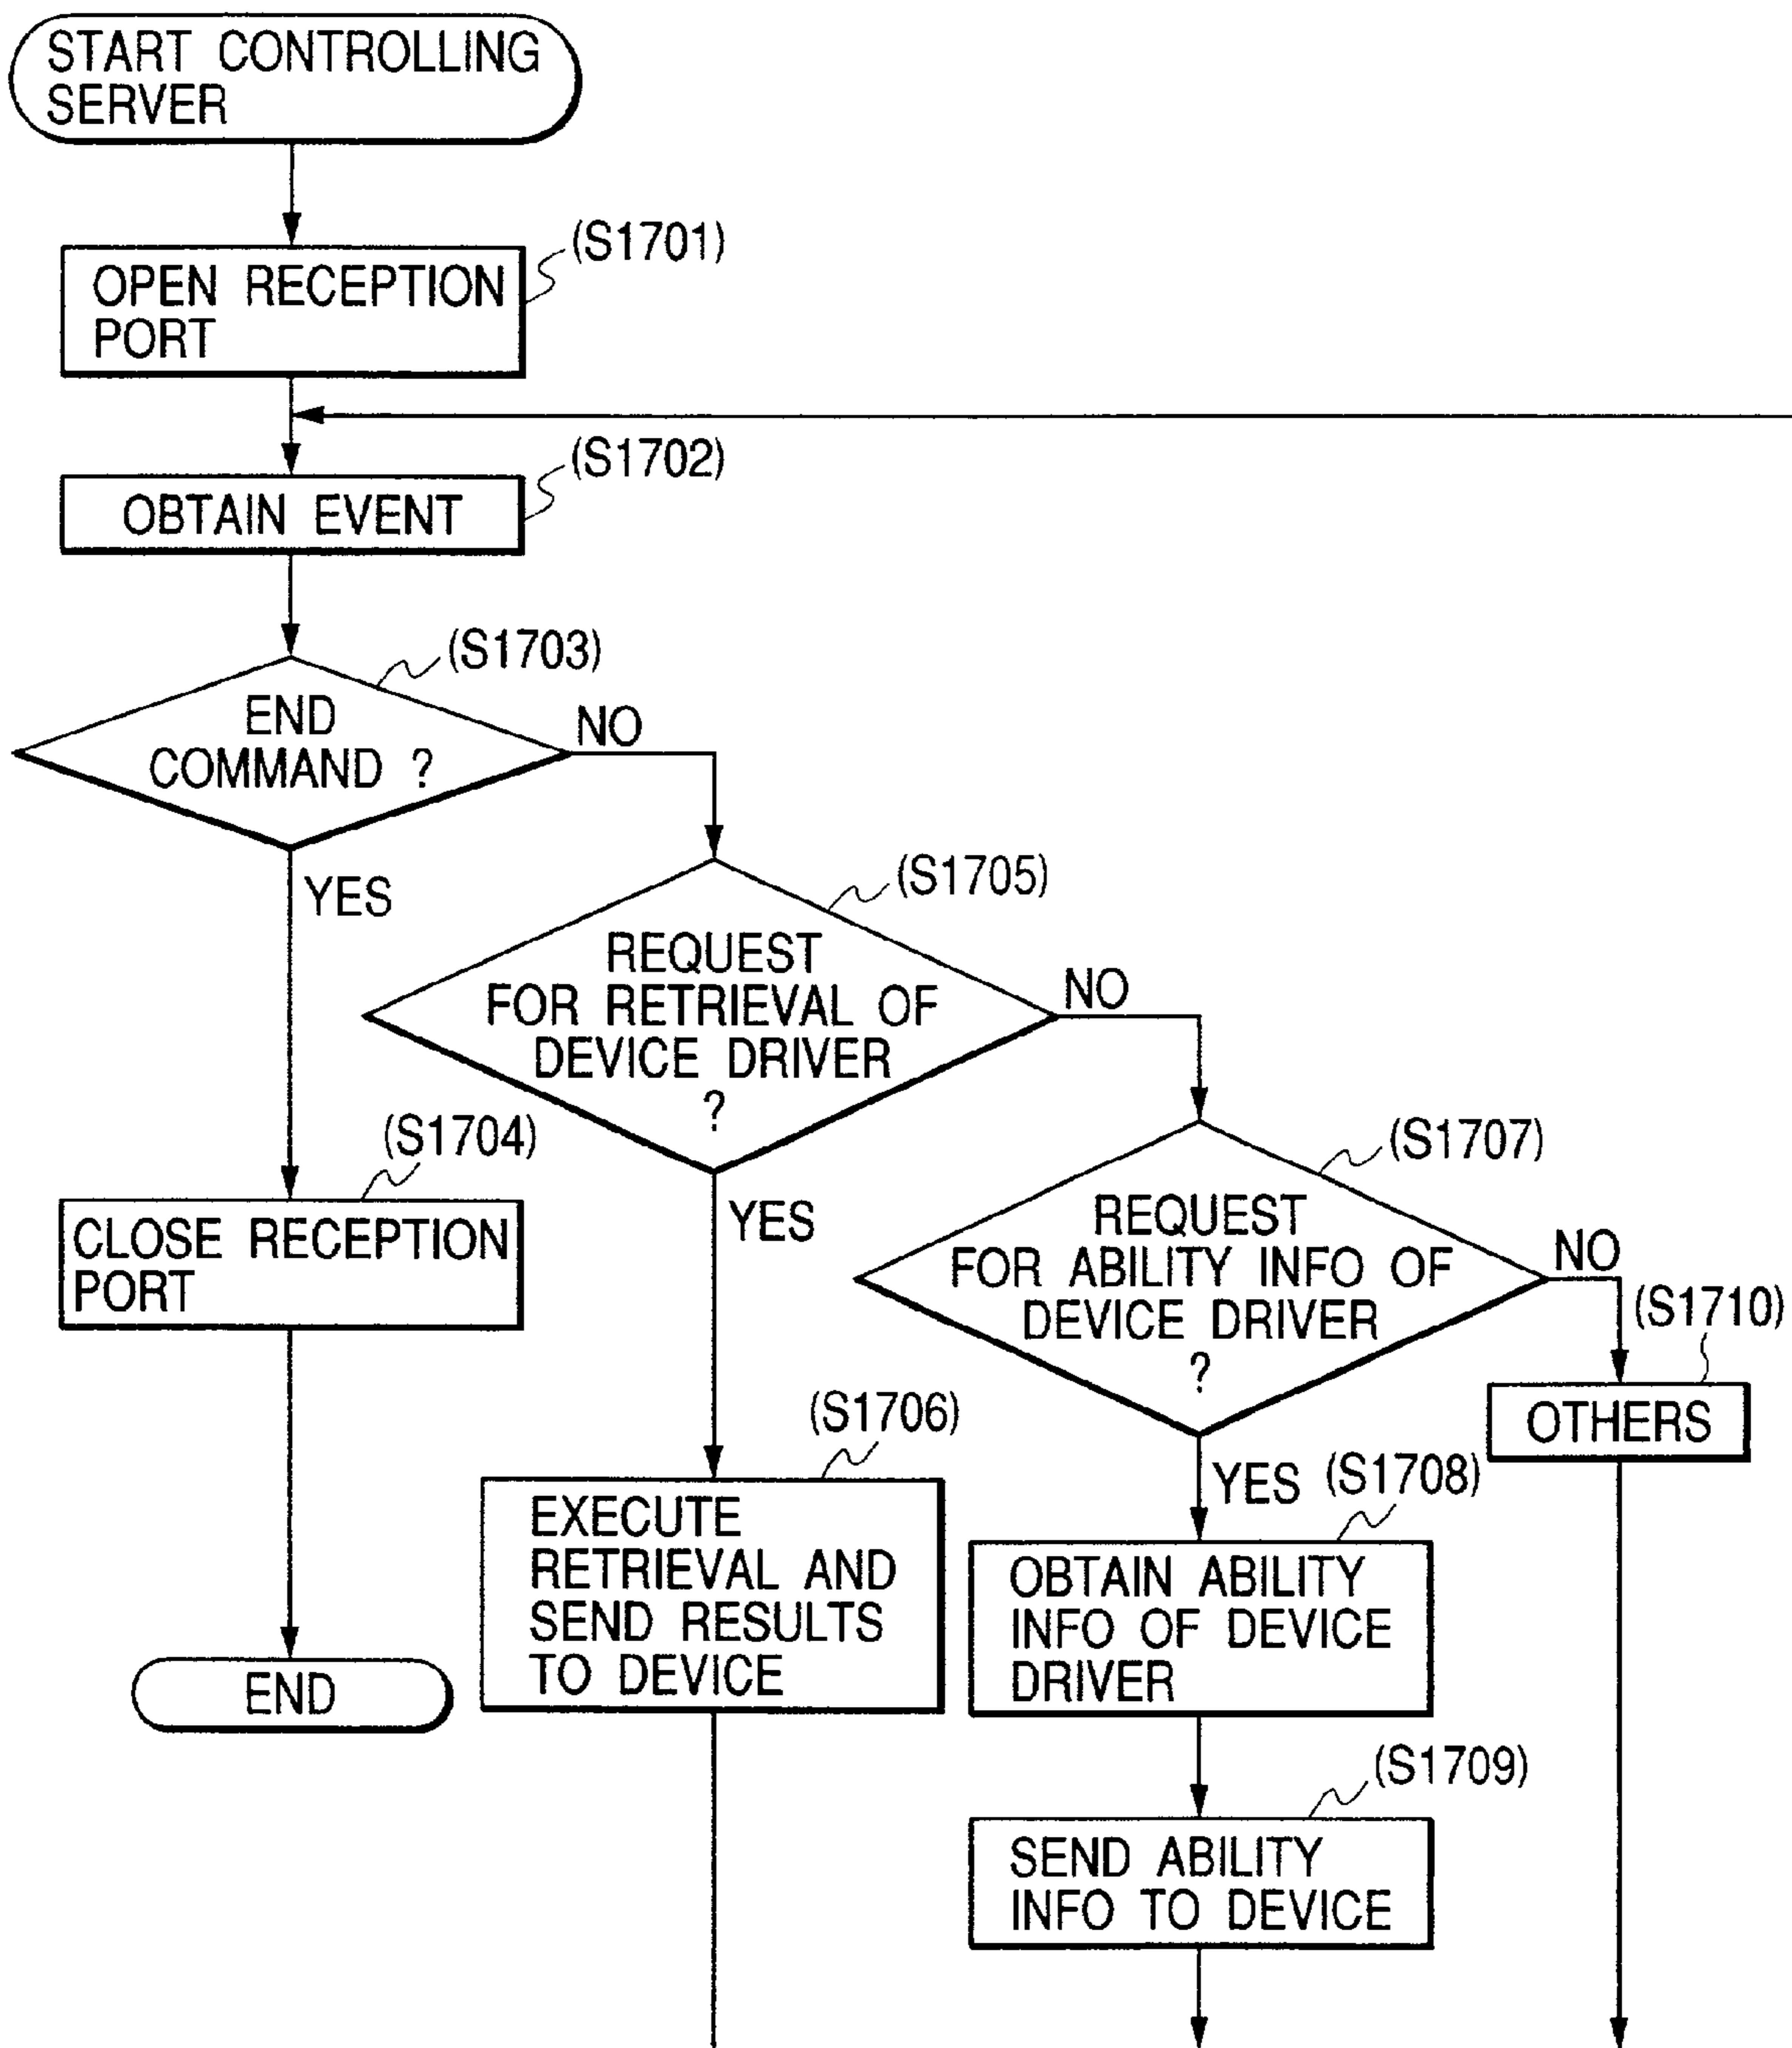 START CONTROLLING
SERVER
(S1701)
OPEN RECEPTION
PORT
(S1702)
OBTAIN EVENT
(S1703)
END
COMMAND ?
NO
YES
(S1705)
REQUEST
FOR RETRIEVAL OF
DEVICE DRIVER
?
NO
YES
(S1704)
CLOSE RECEPTION
PORT
END
(S1707)
REQUEST
FOR ABILITY INFO OF
DEVICE DRIVER
?
NO
YES
(S1710)
OTHERS
(S1706)
EXECUTE
RETRIEVAL AND
SEND RESULTS
TO DEVICE
(S1708)
OBTAIN ABILITY
INFO OF DEVICE
DRIVER
(S1709)
SEND ABILITY
INFO TO DEVICE